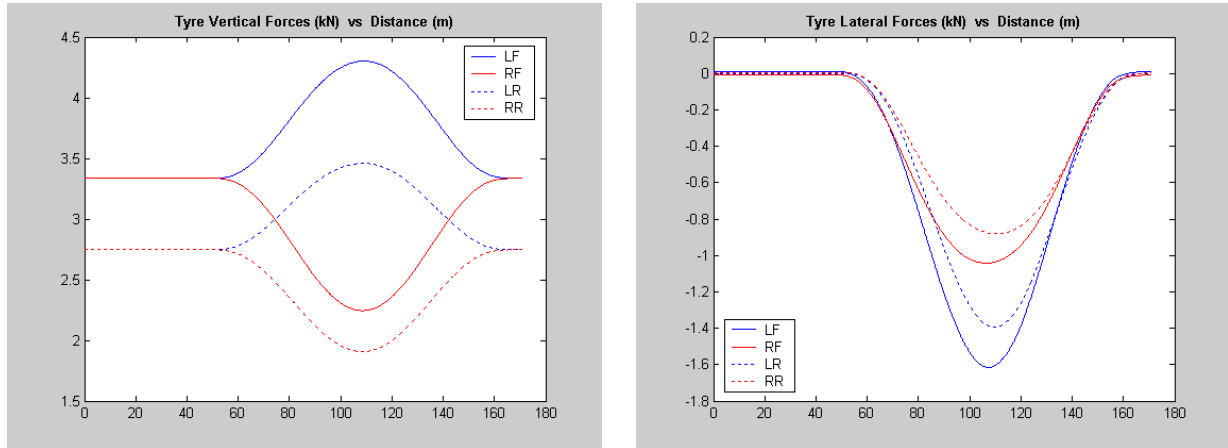 Tyre Vertical Forces (kN) vs Distance (m)
4.5
4
3.5
3
2.5
2
1.5
0 20 40 60 80 100 120 140 160 180
LF
RF
LR
RR
Tyre Lateral Forces (kN) vs Distance (m)
0.2
0
-0.2
-0.4
-0.6
-0.8
-1
-1.2
-1.4
-1.6
-1.8
0 20 40 60 80 100 120 140 160 180
LF
RF
LR
RR